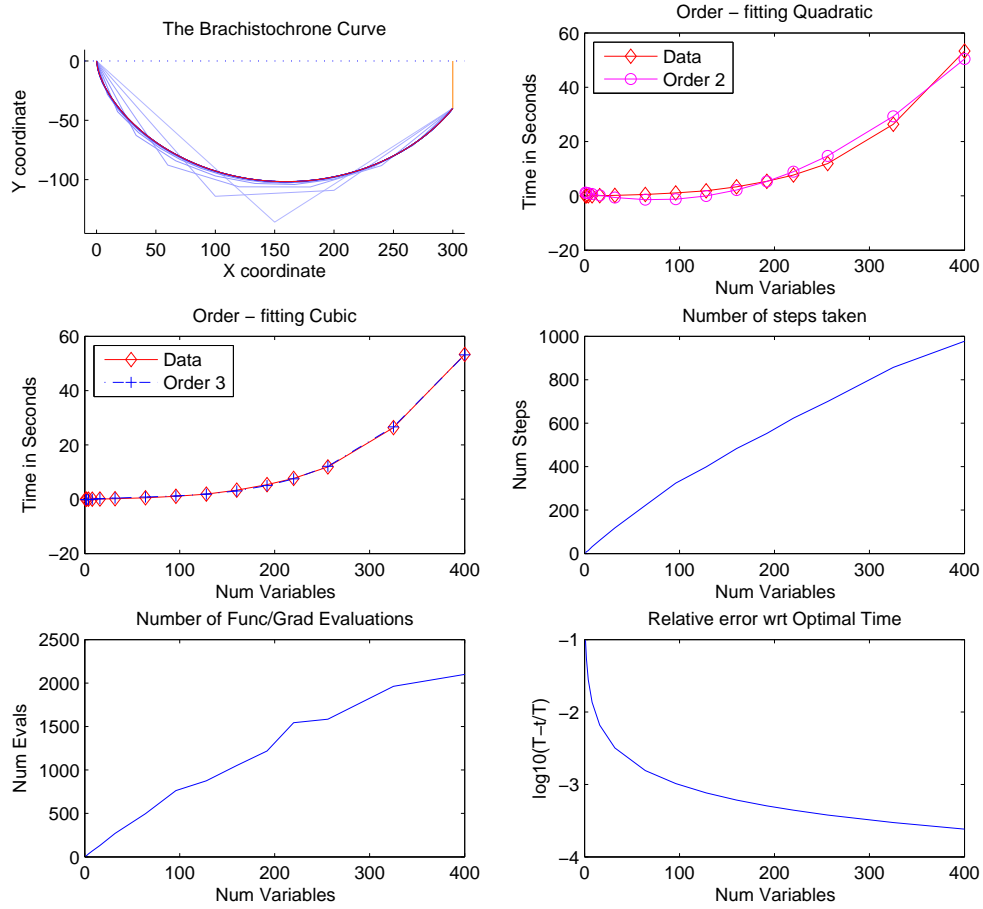 The Brachistochrone Curve
0
−50
−100
Y coordinate
0 50 100 150 200 250 300
X coordinate
Order − fitting Quadratic
Data
Order 2
60
40
20
0
−20
Time in Seconds
0 100 200 300 400
Num Variables
Order − fitting Cubic
Data
Order 3
60
40
20
0
−20
Time in Seconds
0 100 200 300 400
Num Variables
Number of steps taken
1000
800
600
400
200
0
Num Steps
0 100 200 300 400
Num Variables
Number of Func/Grad Evaluations
2500
2000
1500
1000
500
0
Num Evals
0 100 200 300 400
Num Variables
Relative error wrt Optimal Time
−1
−2
−3
−4
log10(T−t/T)
0 100 200 300 400
Num Variables